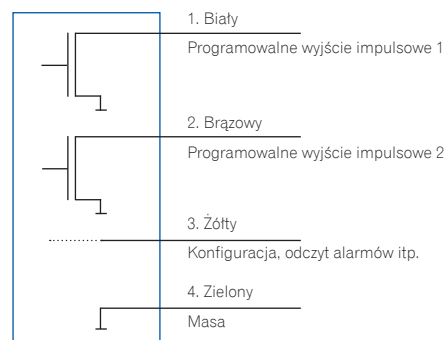 1. Biały
Programowalne wyjście impulsowe 1
2. Brązowy
Programowalne wyjście impulsowe 2
3. Żółty
Konfiguracja, odczyt alarmów itp.
4. Zielony
Masa